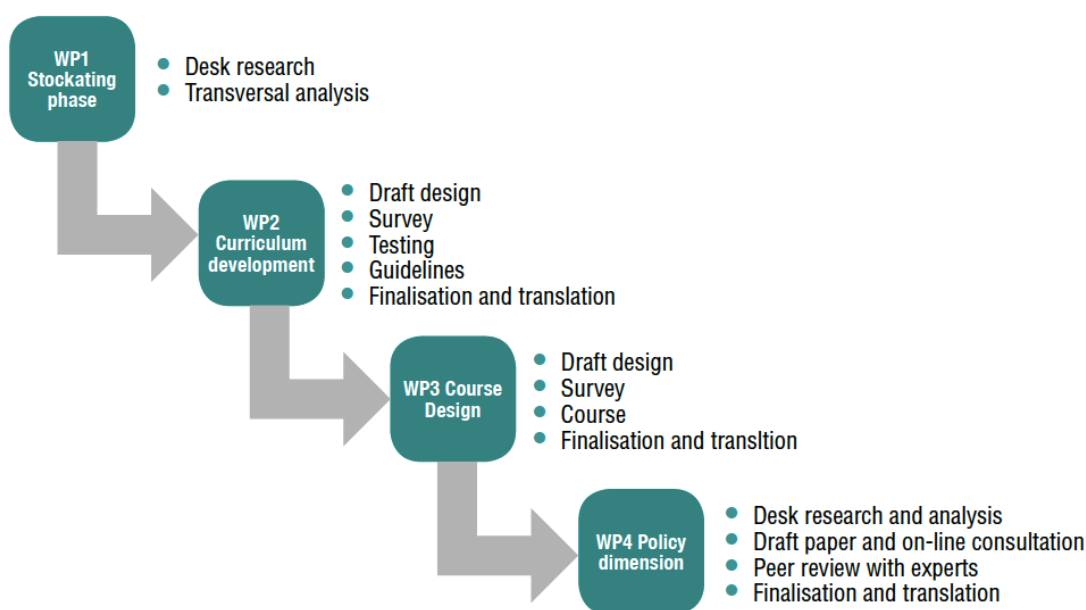 WP1
Stockating
phase
Desk research
Transversal analysis
WP2
Curriculum
development
Draft design
Survey
Testing
Guidelines
Finalisation and translation
WP3 Course
Design
Draft design
Survey
Course
Finalisation and transltion
WP4 Policy
dimension
Desk research and analysis
Draft paper and on-line consultation
Peer review with experts
Finalisation and translation